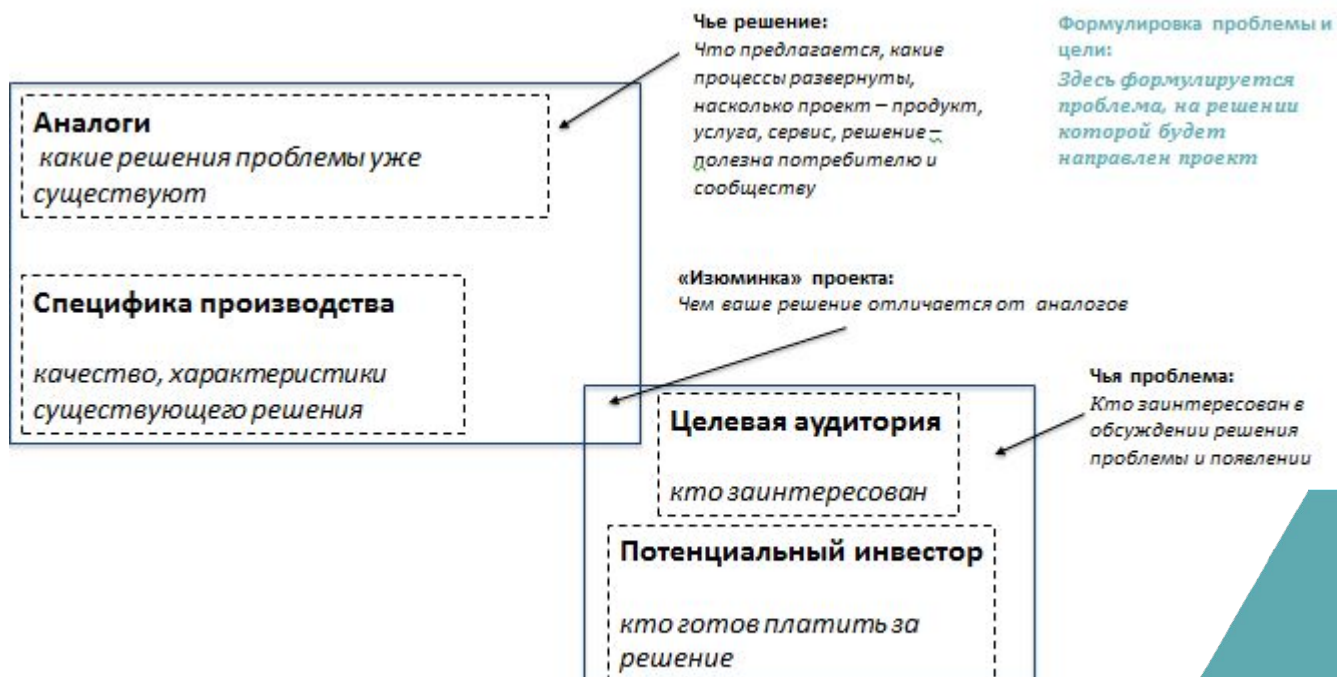 Чье решение:
Что предлагается, какие
процессы развернуты,
насколько проект – продукт,
услуга, сервис, решение –
полезна потребителю и
сообществу
Формулировка проблемы и
цели:
Здесь формулируется
проблема, на решении
которой будет
направлен проект
Аналоги
какие решения проблемы уже
существуют
Специфика производства
качество, характеристики
существующего решения
«Изюминка» проекта:
Чем ваше решение отличается от аналогов
Чья проблема:
Кто заинтересован в
обсуждении решения
проблемы и появлении
Целевая аудитория
кто заинтересован
Потенциальный инвестор
кто готов платить за
решение